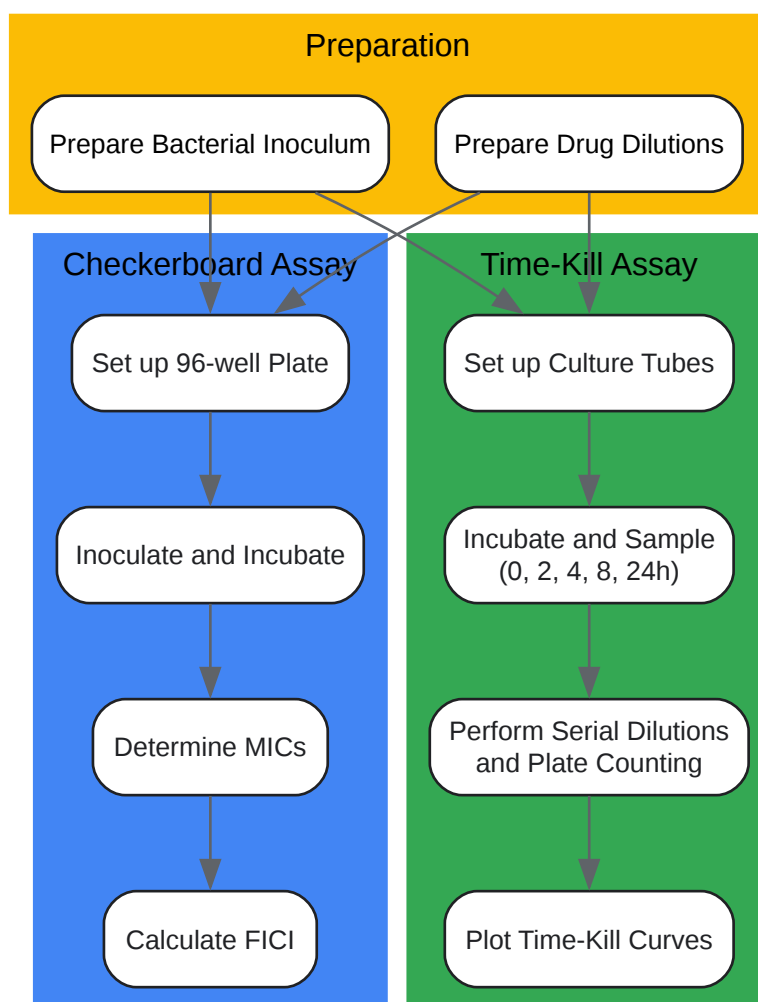 Preparation
Prepare Bacterial Inoculum
Prepare Drug Dilutions
Checkerboard Assay
Set up 96-well Plate
Inoculate and Incubate
Determine MICs
Calculate FICI
Time-Kill Assay
Set up Culture Tubes
Incubate and Sample
(0, 2, 4, 8, 24h)
Perform Serial Dilutions
and Plate Counting
Plot Time-Kill Curves